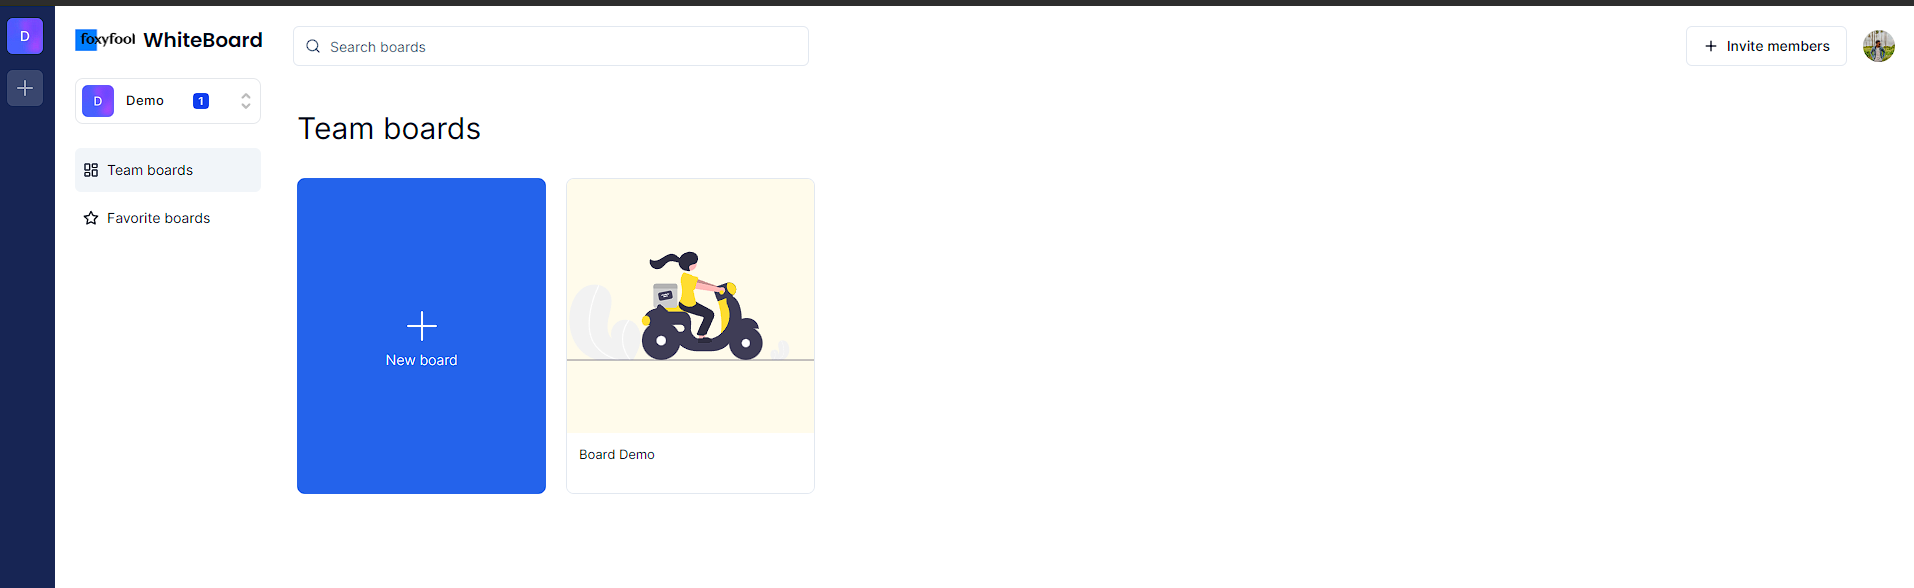 D
foxyfool WhiteBoard
Search boards
Invite members
D Demo 1
Team boards
Favorite boards
Team boards
New board
Board Demo